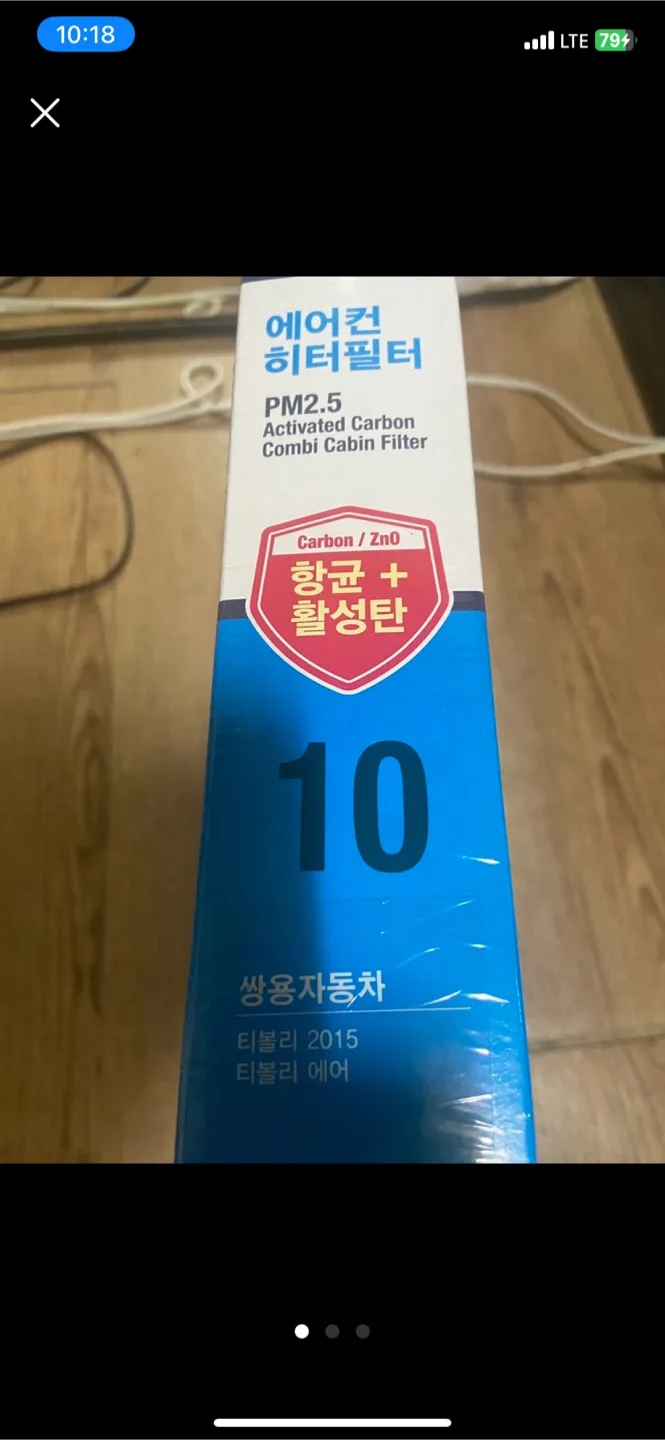 10:18
LTE 79
에어컨
히터필터
PM2.5
Activated Carbon
Combi Cabin Filter
Carbon / ZnO
항균 +
활성탄
10
쌍용자동차
티볼리 2015
티볼리 에어